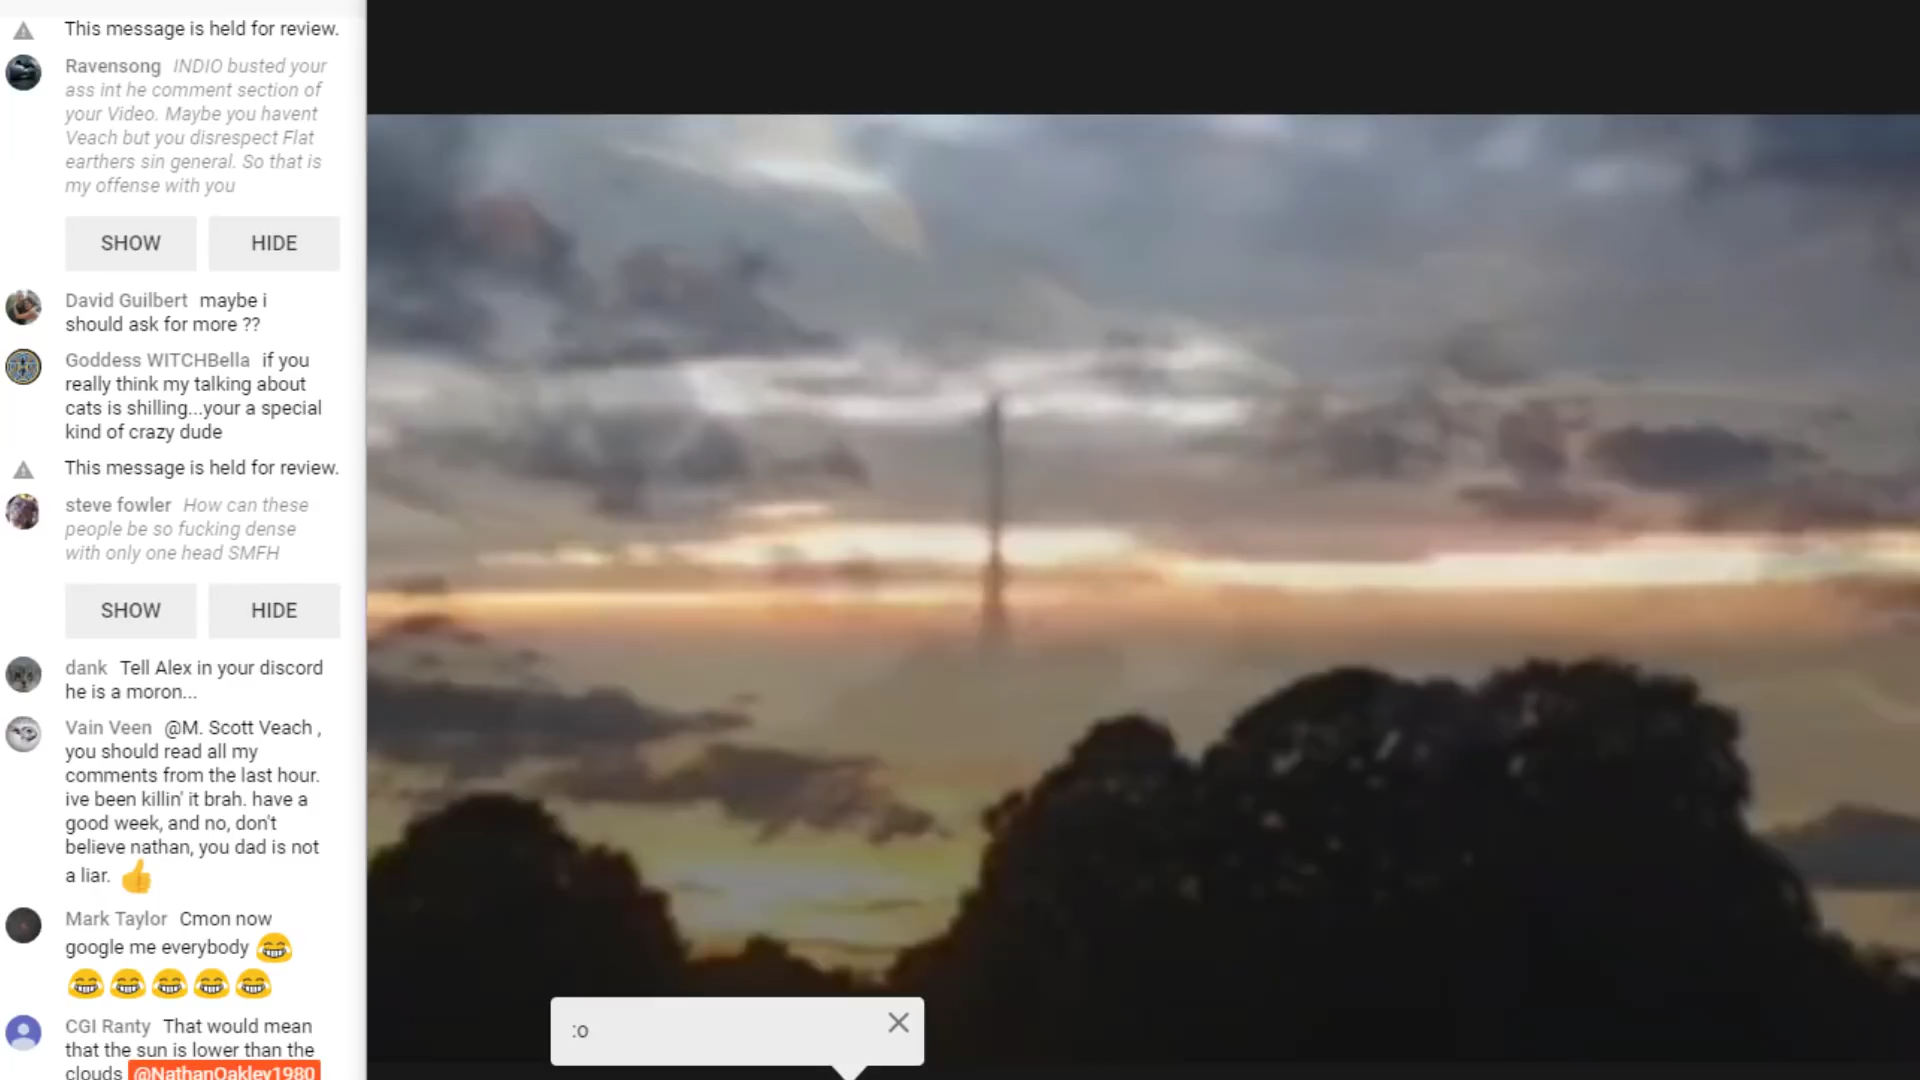 This message is held for review.
Ravensong INDIO busted your
ass int he comment section of
your Video. Maybe you havent
Veach but you disrespect Flat
earthers sin general. So that is
my offense with you
SHOW HIDE
David Guilbert maybe i
should ask for more ??
Goddess WITCHBella if you
really think my talking about
cats is shilling...your a special
kind of crazy dude
This message is held for review.
steve fowler How can these
people be so fucking dense
with only one head SMFH
SHOW HIDE
dank Tell Alex in your discord
he is a moron...
Vain Veen @M. Scott Veach ,
you should read all my
comments from the last hour.
ive been killin' it brah. have a
good week, and no, don't
believe nathan, you dad is not
a liar.
Mark Taylor Cmon now
google me everybody
CGI Ranty That would mean
that the sun is lower than the
clouds @NathanOakley1980
:o